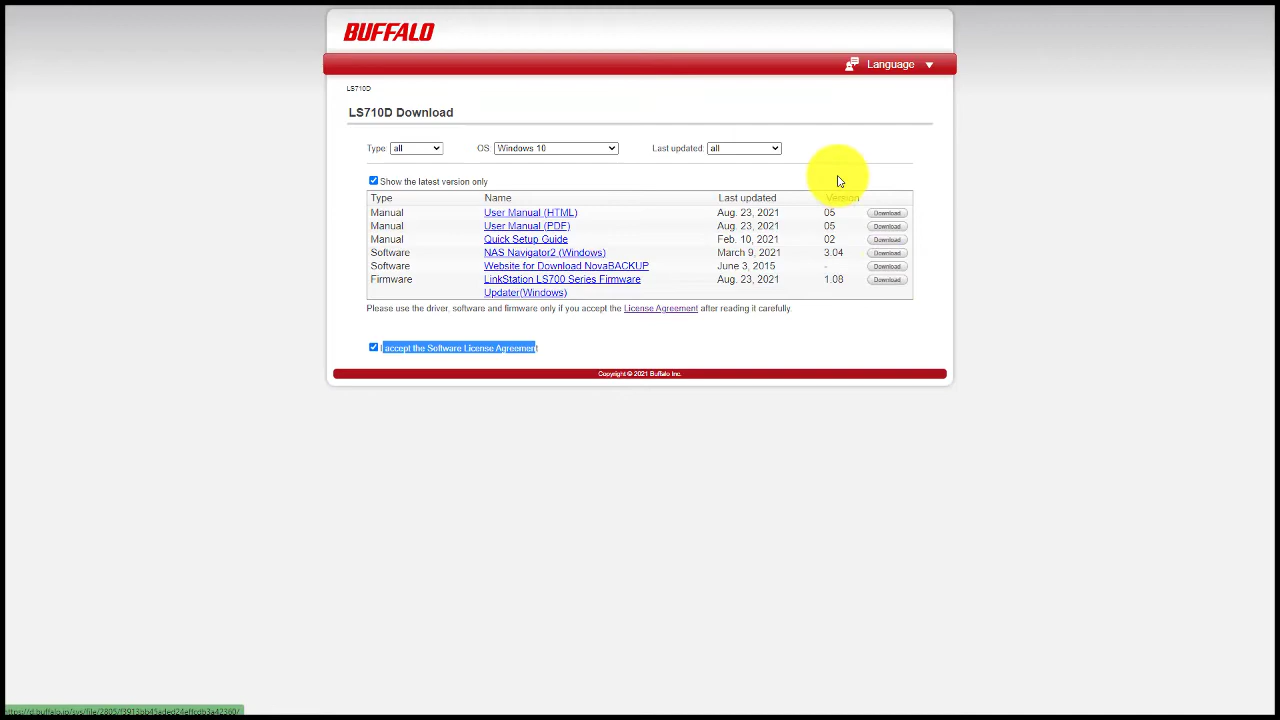 BUFFALO
Language
LS710D
LS710D Download
Type: all OS: Windows 10 Last updated: all
Show the latest version only
Type Name Last updated Version
Manual User Manual (HTML) Aug. 23, 2021 05 Download
Manual User Manual (PDF) Aug. 23, 2021 05 Download
Manual Quick Setup Guide Feb. 10, 2021 02 Download
Software NAS Navigator2 (Windows) March 9, 2021 3.04 Download
Software Website for Download NovaBACKUP June 3, 2015 - Download
Firmware LinkStation LS700 Series Firmware Aug. 23, 2021 1.08 Download
Updater(Windows)
Please use the driver, software and firmware only if you accept the License Agreement after reading it carefully.
I accept the Software License Agreement
Copyright © 2021 Buffalo Inc.